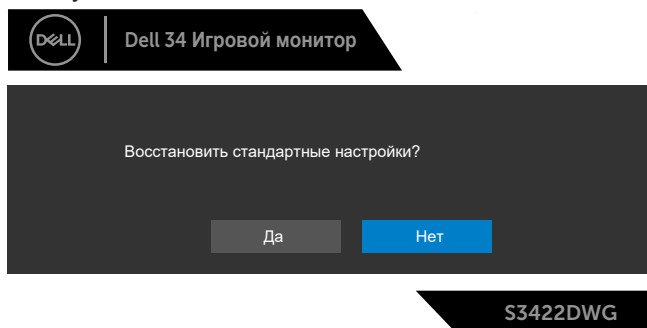 DELL
Dell 34 Игровой монитор
Восстановить стандартные настройки?
Да
Нет
S3422DWG